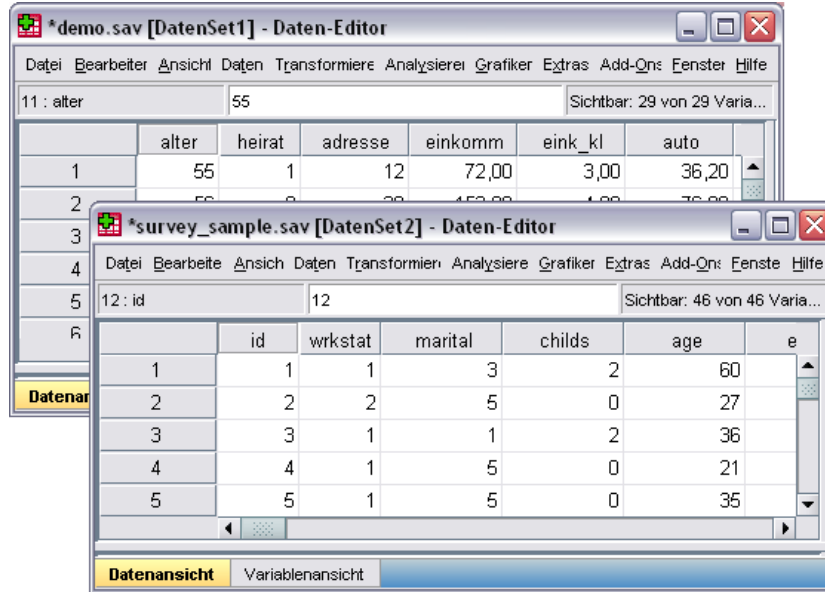 *demo.sav [DatenSet1] - Daten-Editor
Datei Bearbeiter Ansicht Daten Transformiere Analysierei Grafiker Extras Add-Ons Fenster Hilfe
11 : alter 55 Sichtbar: 29 von 29 Varia...
alter heirat adresse einkomm eink_kl auto
1 55 1 12 72,00 3,00 36,20
2
3
4
5
6
Datenar
*survey_sample.sav [DatenSet2] - Daten-Editor
Datei Bearbeite Ansich Daten Transformier Analysiere Grafiker Extras Add-Ons Fenste Hilfe
12 : id 12 Sichtbar: 46 von 46 Varia...
id wrkstat marital childs age e
1 1 1 3 2 60
2 2 2 5 0 27
3 3 1 1 2 36
4 4 1 5 0 21
5 5 1 5 0 35
Datenansicht Variablenansicht